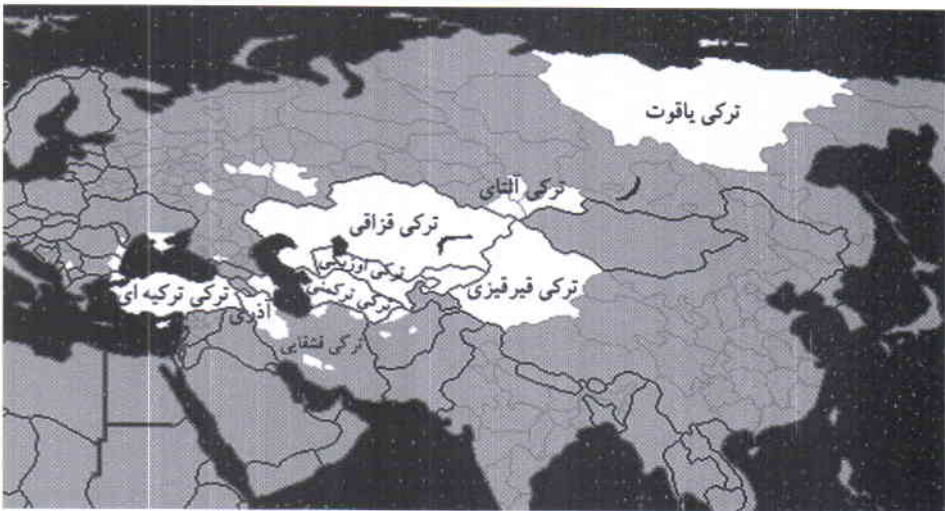 ترکی یاقوت
ترکی آلتای
ترکی قزاقی
ترکی اوزبکی
ترکی قیرقیزی
ترکی ترکمنی
ترکی ترکیه ای
آذری
ترکی قشقایی